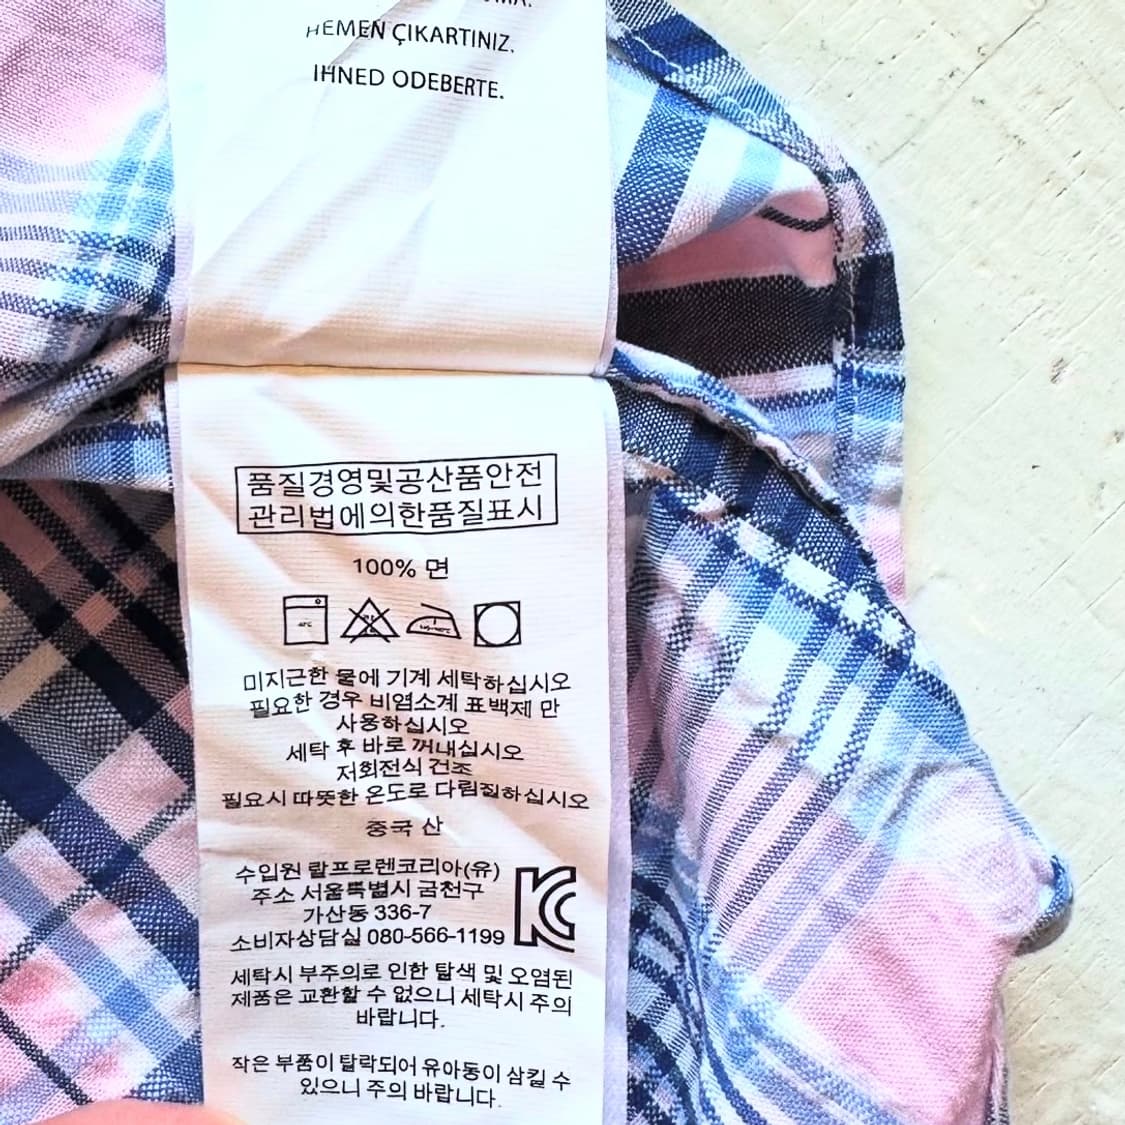 HEMEN ÇIKARTINIZ.
IHNED ODEBERTE.
품질경영및공산품안전
관리법에의한품질표시
100% 면
미지근한 물에 기계 세탁하십시오
필요한 경우 비염소계 표백제 만
사용하십시오
세탁 후 바로 꺼내십시오
저회전식 건조
필요시 따뜻한 온도로 다림질하십시오
중국 산
수입원 랄프로렌코리아(유)
주소 서울특별시 금천구
가산동 336-7
소비자상담실 080-566-1199
세탁시 부주의로 인한 탈색 및 오염된
제품은 교환할 수 없으니 세탁시 주의
바랍니다.
작은 부품이 탈락되어 유아동이 삼킬 수
있으니 주의 바랍니다.